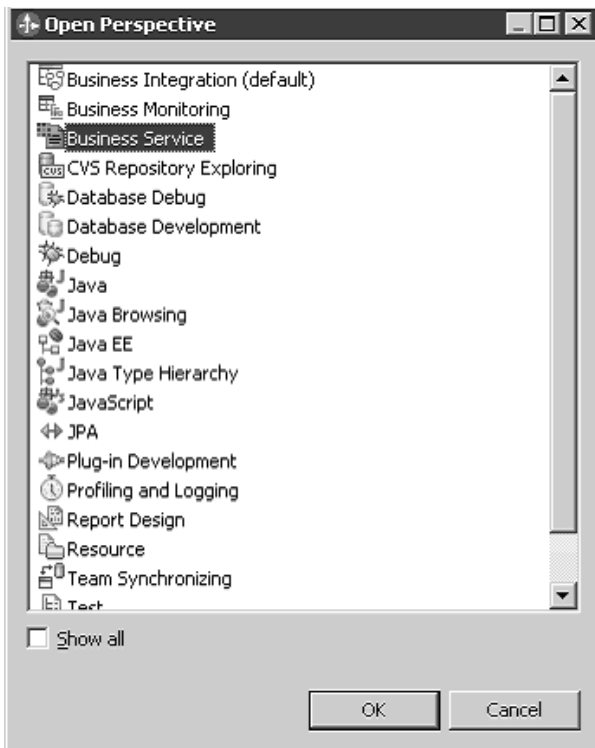 Open Perspective
Business Integration (default)
Business Monitoring
Business Service
CVS Repository Exploring
Database Debug
Database Development
Debug
Java
Java Browsing
Java EE
Java Type Hierarchy
JavaScript
JPA
Plug-in Development
Profiling and Logging
Report Design
Resource
Team Synchronizing
Test
Show all
OK
Cancel